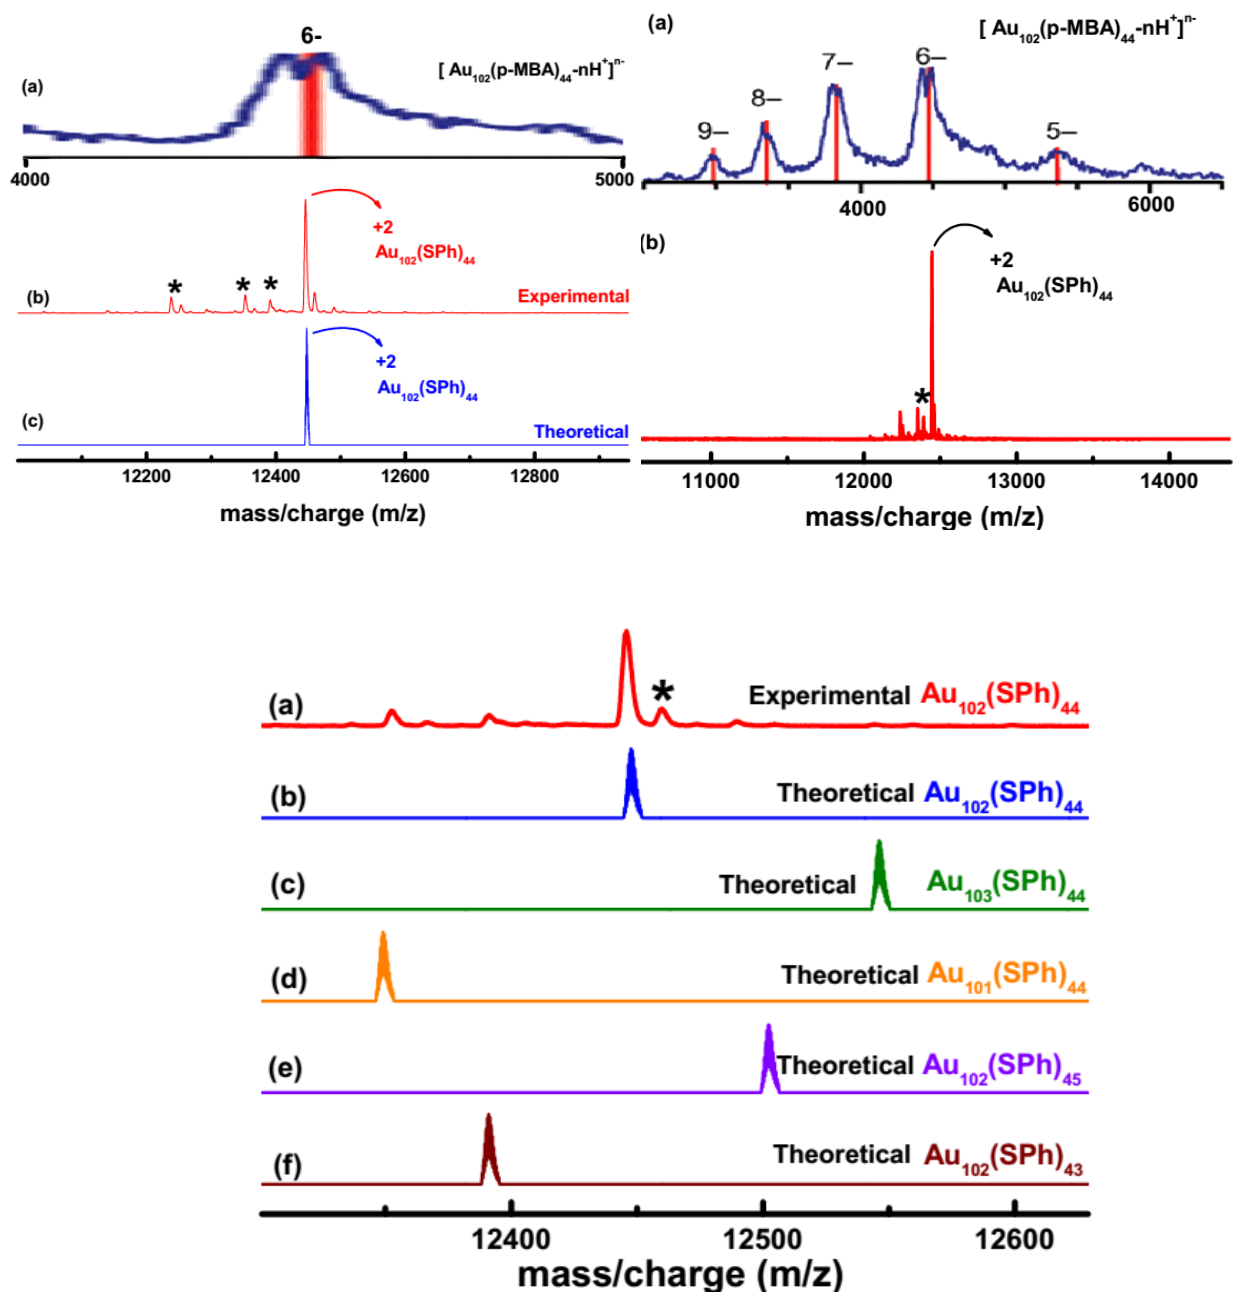 6-
(a)
[ Au₁₀₂(p-MBA)₄₄-nH⁺]ⁿ⁻
4000 5000
+2
Au₁₀₂(SPh)₄₄
* * *
(b)
Experimental
+2
Au₁₀₂(SPh)₄₄
(c)
Theoretical
12200 12400 12600 12800
mass/charge (m/z)
(a)
[ Au₁₀₂(p-MBA)₄₄-nH⁺]ⁿ⁻
9– 8– 7– 6– 5–
4000 6000
(b)
+2
Au₁₀₂(SPh)₄₄
*
11000 12000 13000 14000
mass/charge (m/z)
(a) * Experimental Au₁₀₂(SPh)₄₄
(b) Theoretical Au₁₀₂(SPh)₄₄
(c) Theoretical Au₁₀₃(SPh)₄₄
(d) Theoretical Au₁₀₁(SPh)₄₄
(e) Theoretical Au₁₀₂(SPh)₄₅
(f) Theoretical Au₁₀₂(SPh)₄₃
12400 12500 12600
mass/charge (m/z)